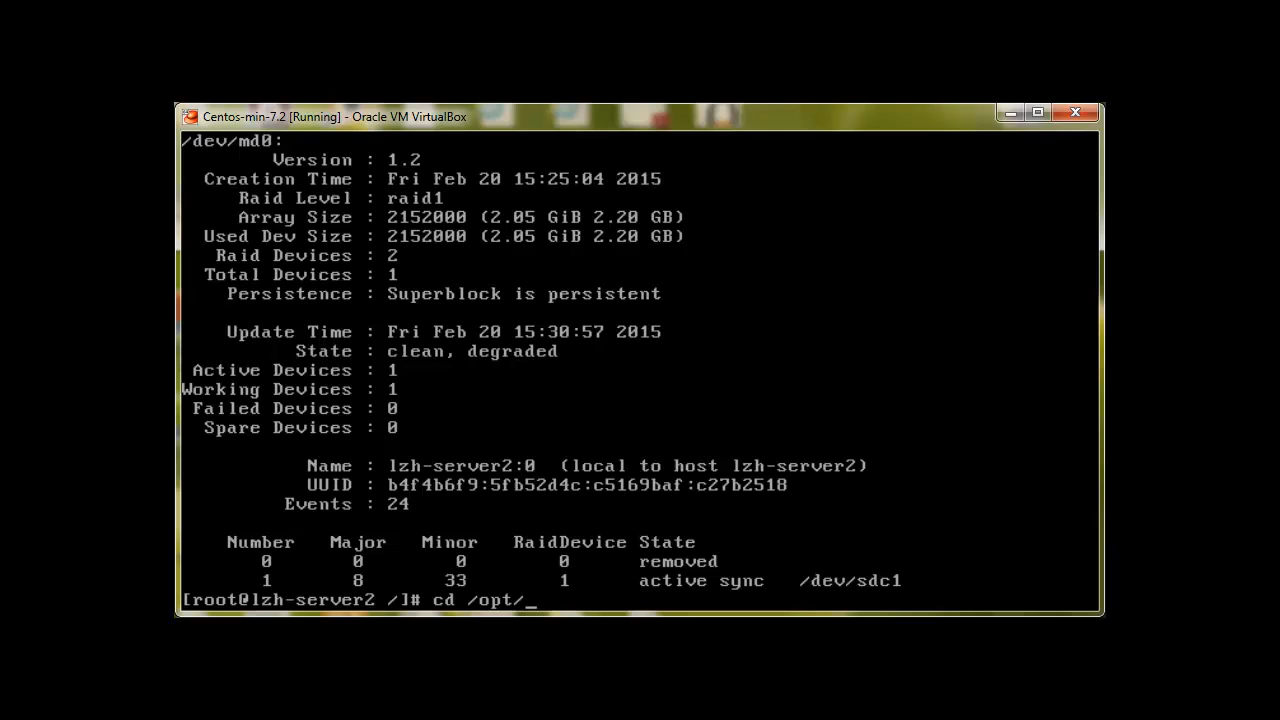 Centos-min-7.2 [Running] - Oracle VM VirtualBox
/dev/md0:
Version : 1.2
Creation Time : Fri Feb 20 15:25:04 2015
Raid Level : raid1
Array Size : 2152000 (2.05 GiB 2.20 GB)
Used Dev Size : 2152000 (2.05 GiB 2.20 GB)
Raid Devices : 2
Total Devices : 1
Persistence : Superblock is persistent
Update Time : Fri Feb 20 15:30:57 2015
State : clean, degraded
Active Devices : 1
Working Devices : 1
Failed Devices : 0
Spare Devices : 0
Name : lzh-server2:0 (local to host lzh-server2)
UUID : b4f4b6f9:5fb52d4c:c5169baf:c27b2518
Events : 24
Number Major Minor RaidDevice State
0 0 0 0 removed
1 8 33 1 active sync /dev/sdc1
[root@lzh-server2 /]# cd /opt/_